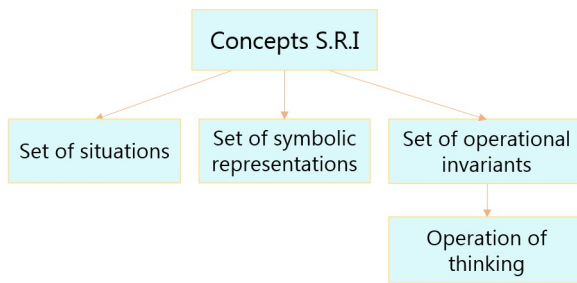 Concepts S.R.I
Set of situations
Set of symbolic
representations
Set of operational
invariants
Operation of
thinking